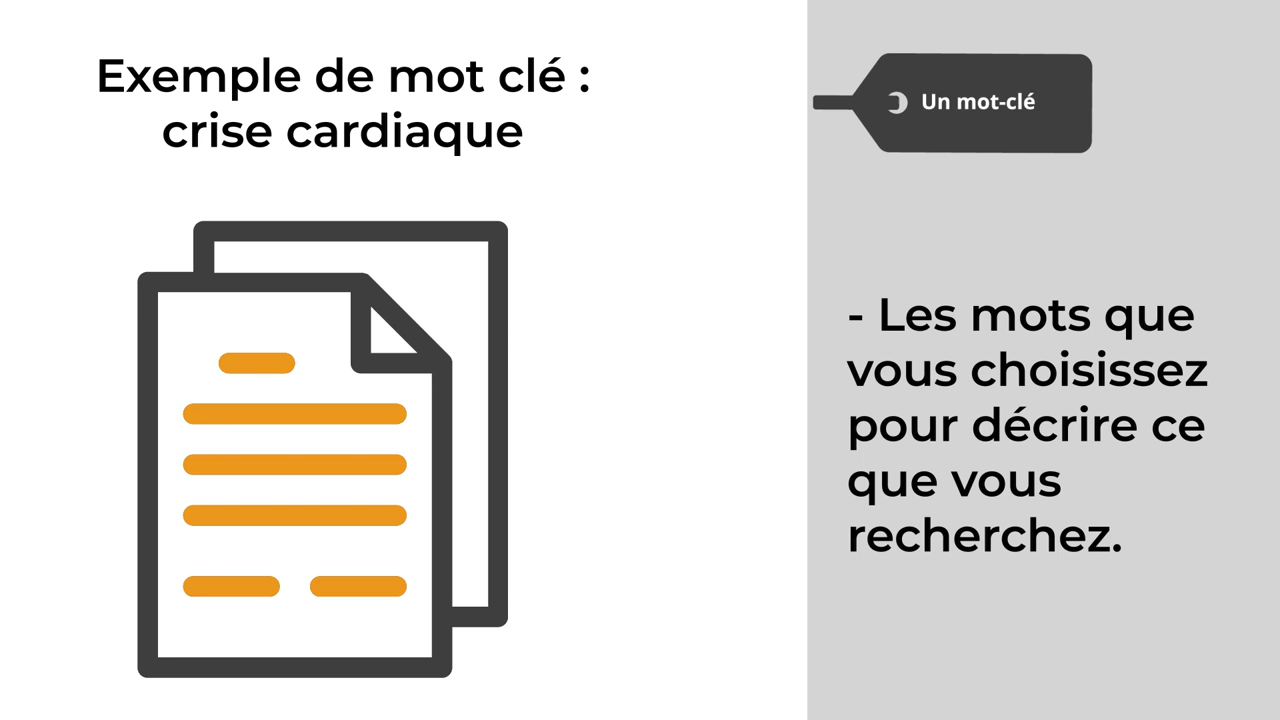 Exemple de mot clé :
crise cardiaque
Un mot-clé
- Les mots que
vous choisissez
pour décrire ce
que vous
recherchez.